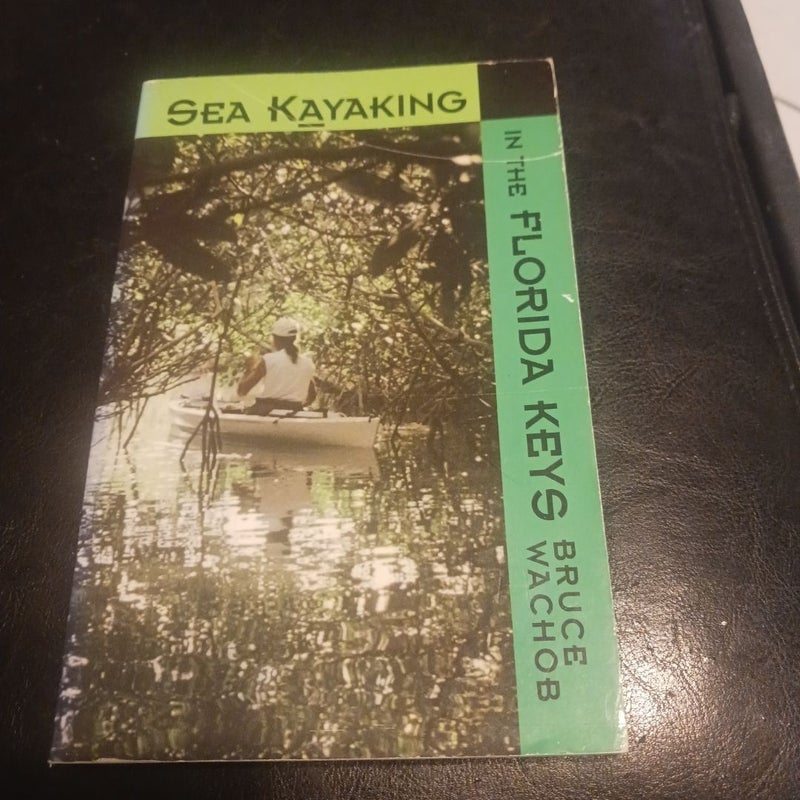 SEA KAYAKING
IN THE FLORIDA KEYS
BRUCE
WACHOB